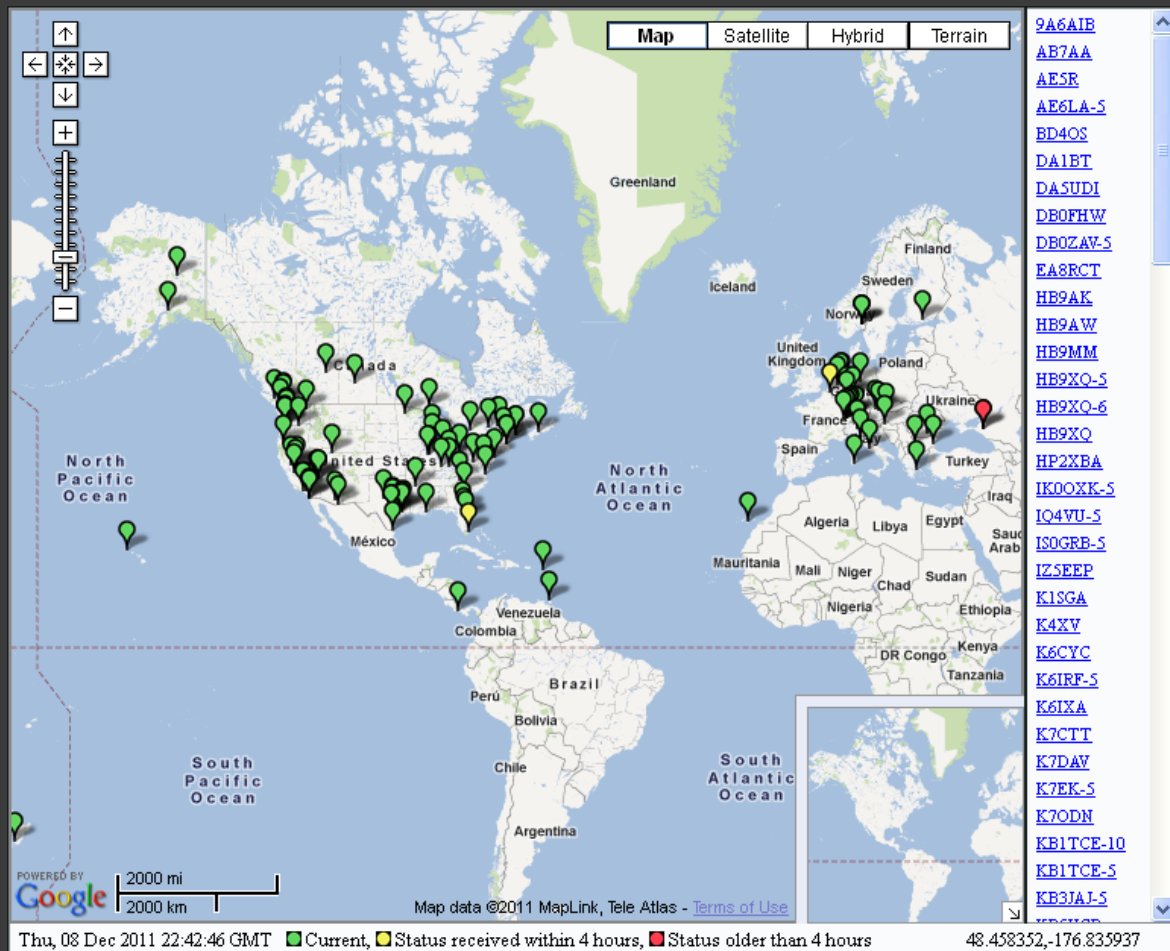 Map Satellite Hybrid Terrain
Greenland
Finland
Iceland
Sweden
Norway
United
Kingdom
Poland
Canada
Ukraine
France
Italy
United States
Spain
Turkey
North
Pacific
Ocean
North
Atlantic
Ocean
Iraq
México
Algeria
Libya
Egypt
Saud
Arab
Mauritania
Mali
Niger
Chad
Sudan
Nigeria
Ethiopia
Venezuela
Colombia
DR Congo
Kenya
Tanzania
Brazil
Perú
Bolivia
Chile
South
Pacific
Ocean
South
Atlantic
Ocean
Argentina
POWERED BY
Google
2000 mi
2000 km
Map data ©2011 MapLink, Tele Atlas - Terms of Use
9A6AIB
AB7AA
AE5R
AE6LA-5
BD4OS
DA1BT
DA5UDI
DB0FHW
DB0ZAV-5
EA8RCT
HB9AK
HB9AW
HB9MM
HB9XQ-5
HB9XQ-6
HB9XQ
HP2XBA
IK0OXK-5
IQ4VU-5
IS0GRB-5
IZ5EEP
K1SGA
K4XV
K6CYC
K6IRF-5
K6IXA
K7CTT
K7DAV
K7EK-5
K7ODN
KB1TCE-10
KB1TCE-5
KB3JAJ-5
Thu, 08 Dec 2011 22:42:46 GMT Current, Status received within 4 hours, Status older than 4 hours 48.458352,-176.835937